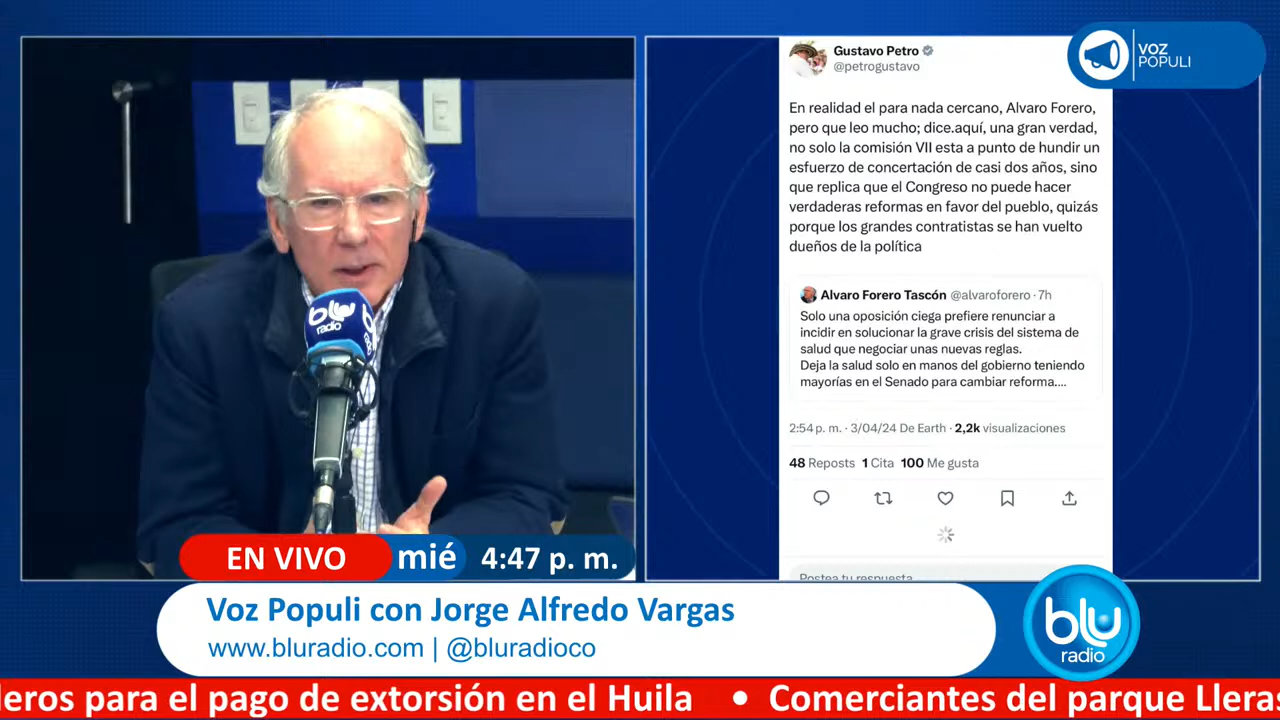 VOZ
POPULI
Gustavo Petro
@petrogustavo
En realidad el para nada cercano, Alvaro Forero,
pero que leo mucho; dice.aquí, una gran verdad,
no solo la comisión VII esta a punto de hundir un
esfuerzo de concertación de casi dos años, sino
que replica que el Congreso no puede hacer
verdaderas reformas en favor del pueblo, quizás
porque los grandes contratistas se han vuelto
dueños de la política
Alvaro Forero Tascón @alvaroforero · 7h
Solo una oposición ciega prefiere renunciar a
incidir en solucionar la grave crisis del sistema de
salud que negociar unas nuevas reglas.
Deja la salud solo en manos del gobierno teniendo
mayorías en el Senado para cambiar reforma....
2:54 p. m. · 3/04/24 De Earth · 2,2k visualizaciones
48 Reposts 1 Cita 100 Me gusta
Postea tu respuesta
blu
radio
blu
EN VIVO mié 4:47 p. m.
Voz Populi con Jorge Alfredo Vargas
www.bluradio.com | @bluradioco
blu
radio
leros para el pago de extorsión en el Huila • Comerciantes del parque Lleras